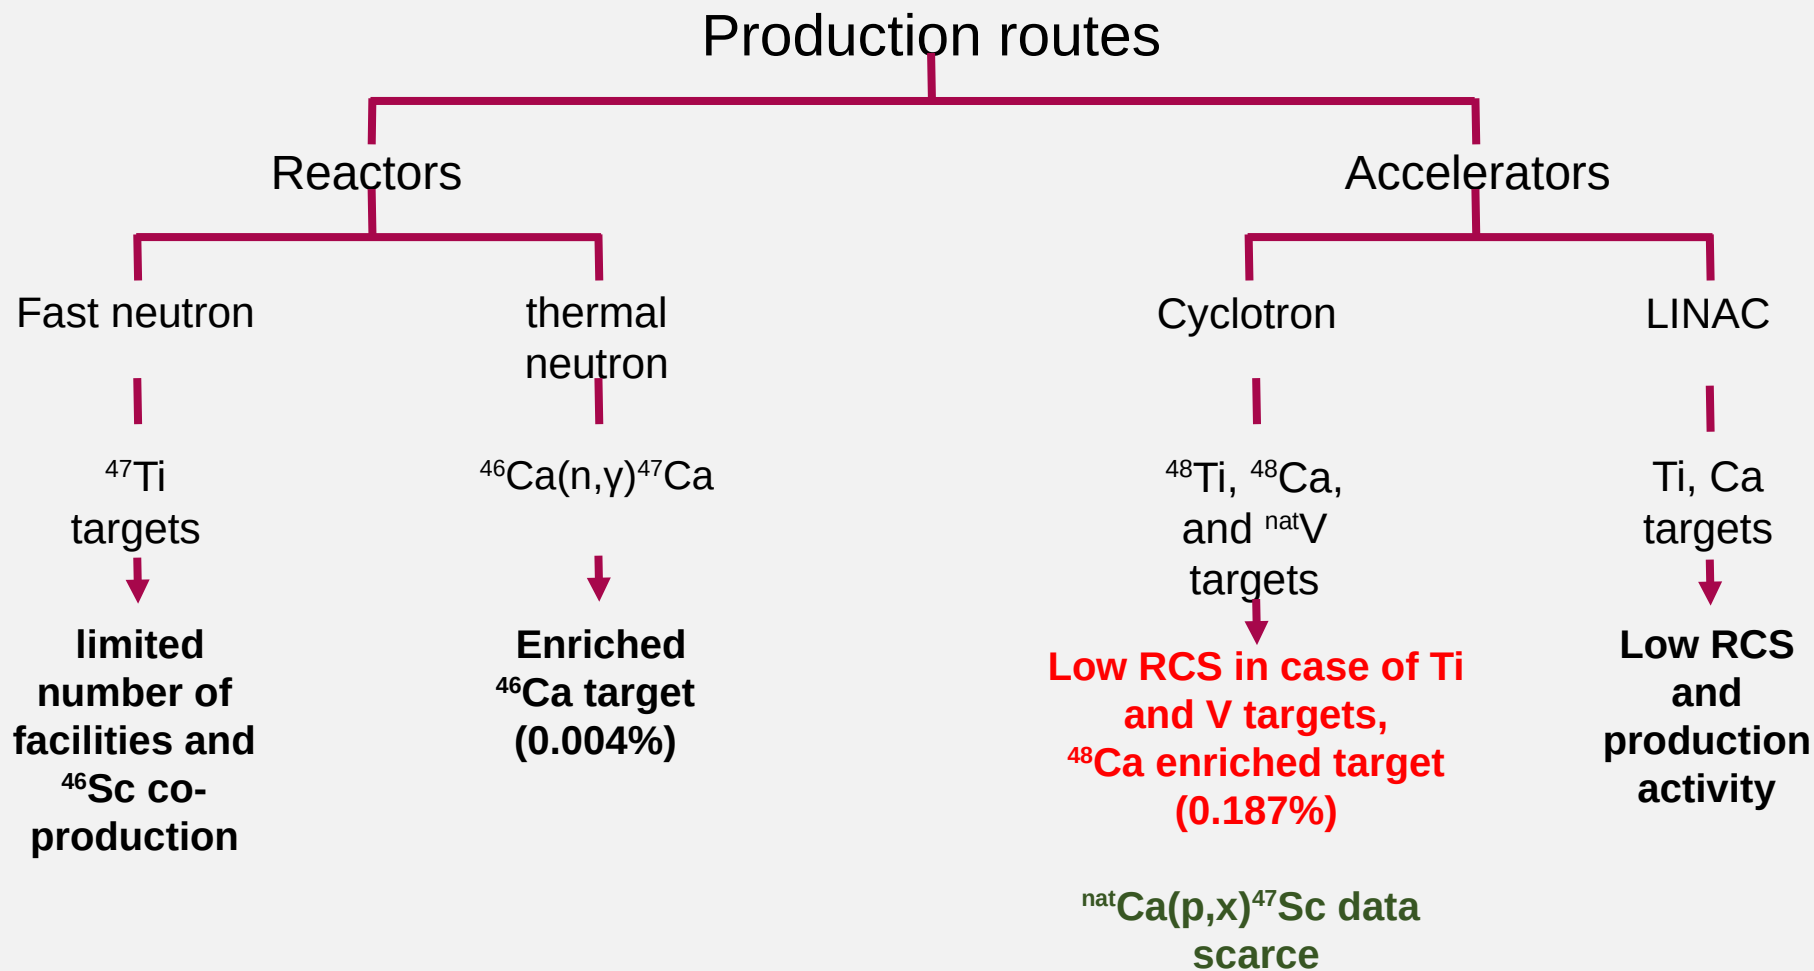 Production routes
Reactors
Accelerators
Fast neutron
thermal
neutron
Cyclotron
LINAC
⁴⁷Ti
targets
⁴⁶Ca(n,γ)⁴⁷Ca
⁴⁸Ti, ⁴⁸Ca,
and ⁿᵃᵗV
targets
Ti, Ca
targets
limited
number of
facilities and
⁴⁶Sc co-
production
Enriched
⁴⁶Ca target
(0.004%)
Low RCS in case of Ti
and V targets,
⁴⁸Ca enriched target
(0.187%)
Low RCS
and
production
activity
ⁿᵃᵗCa(p,x)⁴⁷Sc data
scarce